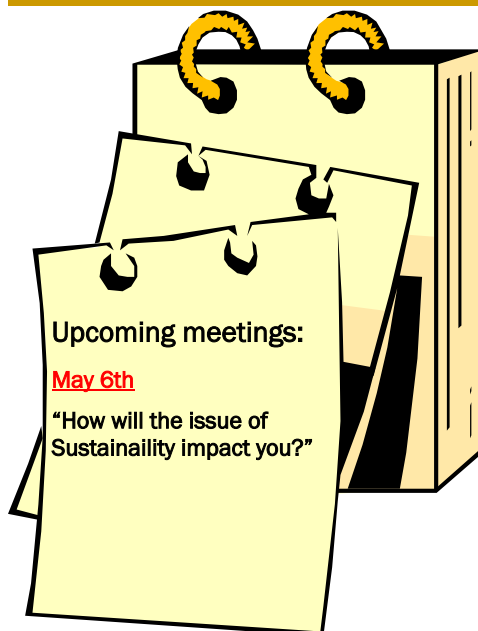 Upcoming meetings:
May 6th
“How will the issue of
Sustainaility impact you?”